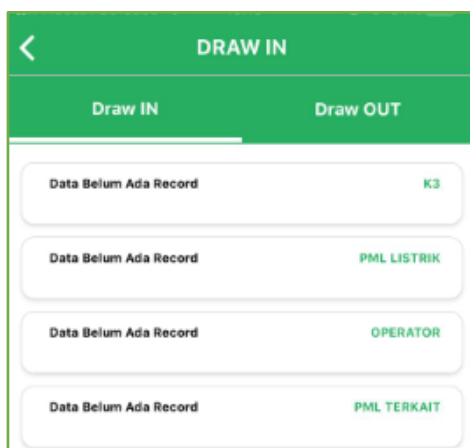 DRAW IN
Draw IN Draw OUT
Data Belum Ada Record K3
Data Belum Ada Record PML LISTRIK
Data Belum Ada Record OPERATOR
Data Belum Ada Record PML TERKAIT